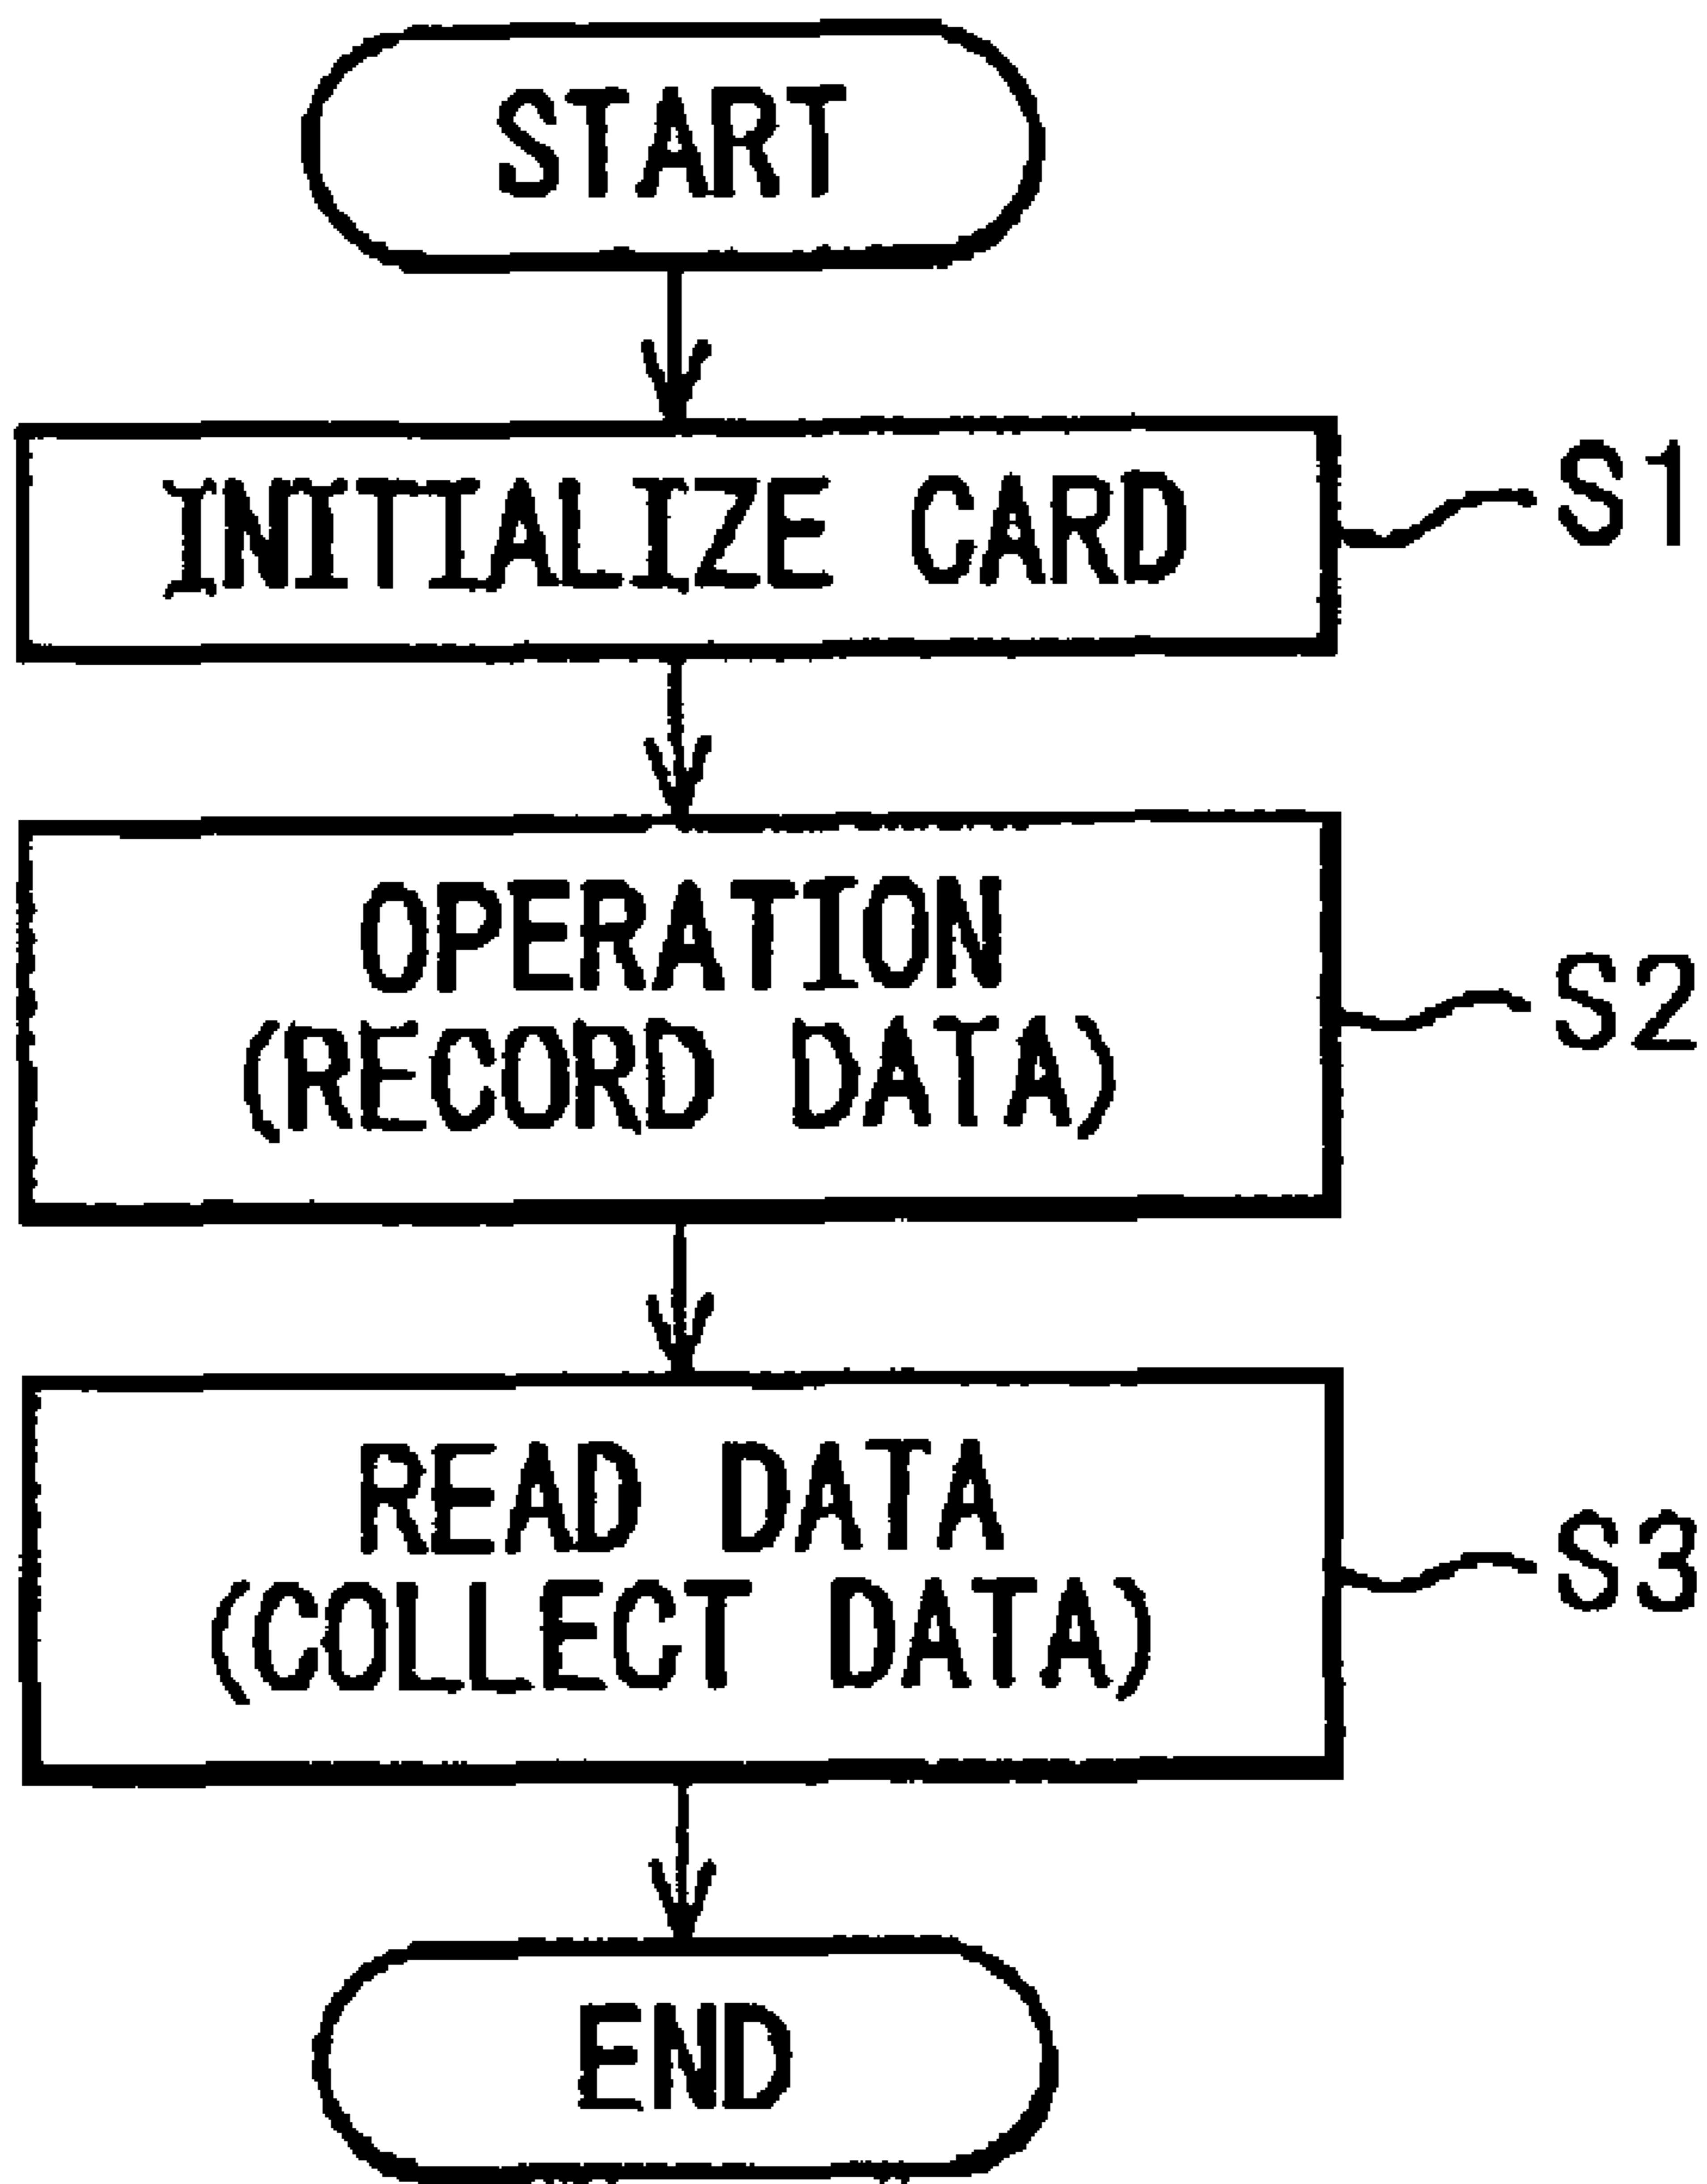 START
INITIALIZE CARD
S1
OPERATION
(RECORD DATA)
S2
READ DATA
(COLLECT DATA)
S3
END